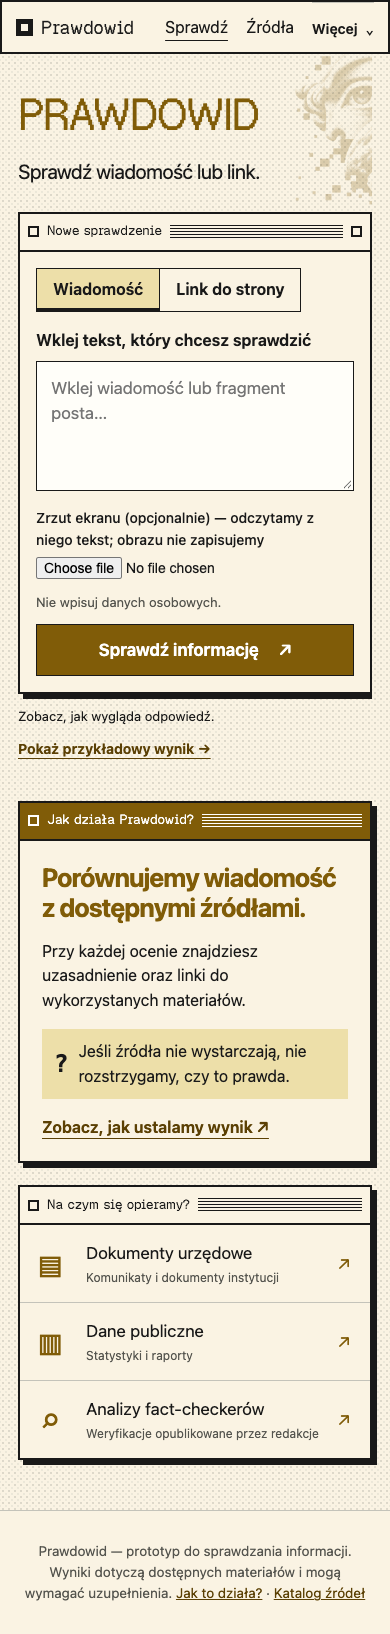 Prawdowid Sprawdź Źródła Więcej
PRAWDOWID
Sprawdź wiadomość lub link.
Nowe sprawdzenie
Wiadomość Link do strony
Wklej tekst, który chcesz sprawdzić
Wklej wiadomość lub fragment
posta...
Zrzut ekranu (opcjonalnie) — odczytamy z
niego tekst; obrazu nie zapisujemy
Choose file No file chosen
Nie wpisuj danych osobowych.
Sprawdź informację ↗
Zobacz, jak wygląda odpowiedź.
Pokaż przykładowy wynik →
Jak działa Prawdowid?
Porównujemy wiadomość
z dostępnymi źródłami.
Przy każdej ocenie znajdziesz
uzasadnienie oraz linki do
wykorzystanych materiałów.
? Jeśli źródła nie wystarczają, nie
rozstrzygamy, czy to prawda.
Zobacz, jak ustalamy wynik ↗
Na czym się opieramy?
Dokumenty urzędowe ↗
Komunikaty i dokumenty instytucji
Dane publiczne ↗
Statystyki i raporty
Analizy fact-checkerów ↗
Weryfikacje opublikowane przez redakcje
Prawdowid — prototyp do sprawdzania informacji.
Wyniki dotyczą dostępnych materiałów i mogą
wymagać uzupełnienia. Jak to działa? · Katalog źródeł